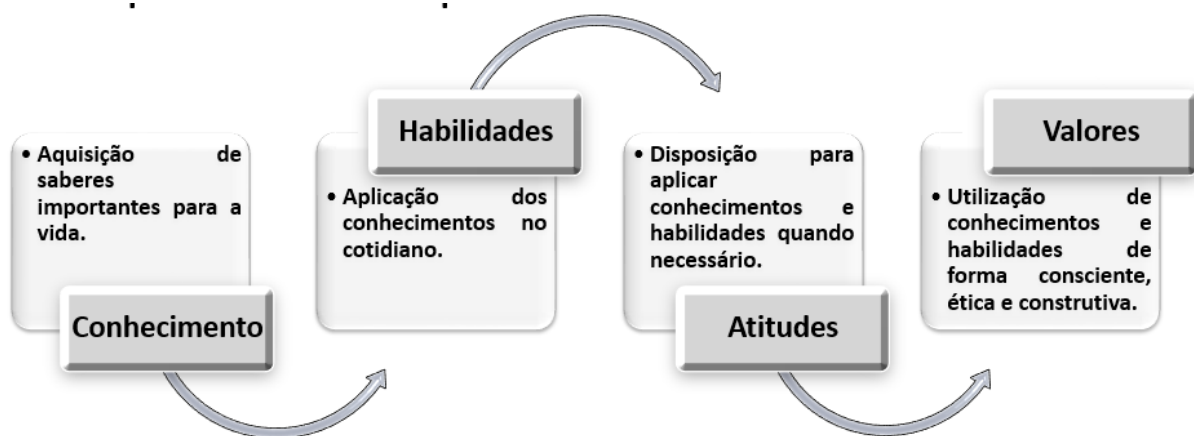 • Aquisição de
saberes
importantes para a
vida.
Conhecimento
Habilidades
• Aplicação dos
conhecimentos no
cotidiano.
• Disposição para
aplicar
conhecimentos e
habilidades quando
necessário.
Atitudes
Valores
• Utilização de
conhecimentos e
habilidades de
forma consciente,
ética e construtiva.